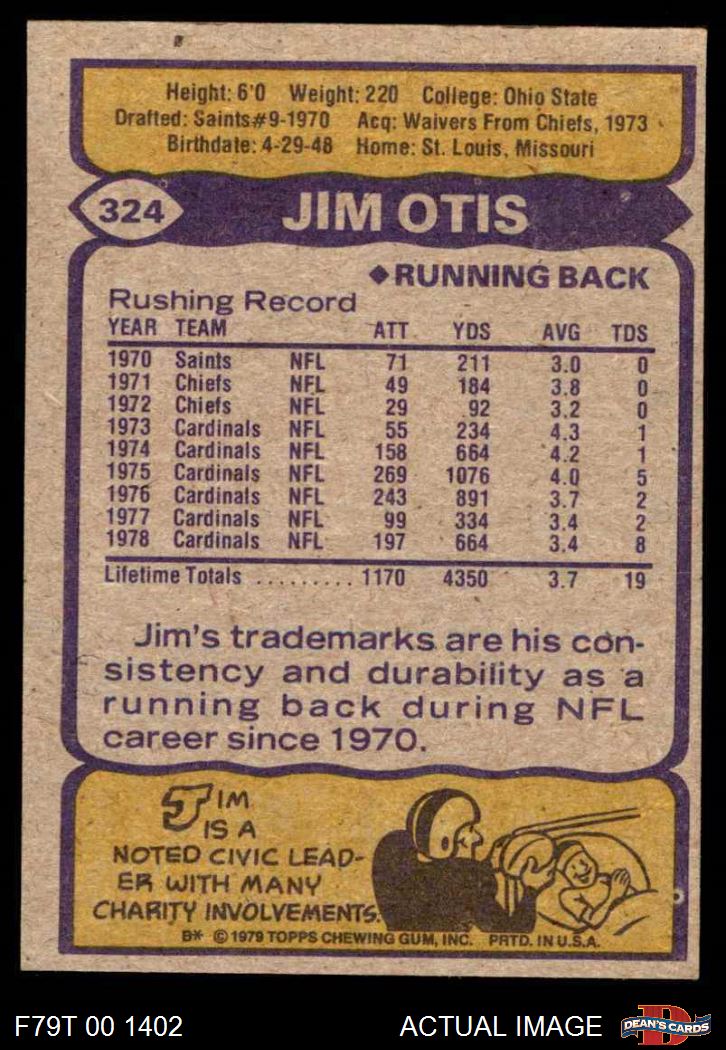 Height: 6'0 Weight: 220 College: Ohio State
Drafted: Saints#9-1970 Acq: Waivers From Chiefs, 1973
Birthdate: 4-29-48 Home: St. Louis, Missouri
324 JIM OTIS
◆RUNNING BACK
Rushing Record
YEAR TEAM ATT YDS AVG TDS
1970 Saints NFL 71 211 3.0 0
1971 Chiefs NFL 49 184 3.8 0
1972 Chiefs NFL 29 92 3.2 0
1973 Cardinals NFL 55 234 4.3 1
1974 Cardinals NFL 158 664 4.2 1
1975 Cardinals NFL 269 1076 4.0 5
1976 Cardinals NFL 243 891 3.7 2
1977 Cardinals NFL 99 334 3.4 2
1978 Cardinals NFL 197 664 3.4 8
Lifetime Totals .......... 1170 4350 3.7 19
Jim's trademarks are his con-
sistency and durability as a
running back during NFL
career since 1970.
JIM
IS A
NOTED CIVIC LEAD-
ER WITH MANY
CHARITY INVOLVEMENTS.
B* © 1979 TOPPS CHEWING GUM, INC. PRTD. IN U.S.A.
F79T 00 1402 ACTUAL IMAGE D DEAN'S CARDS